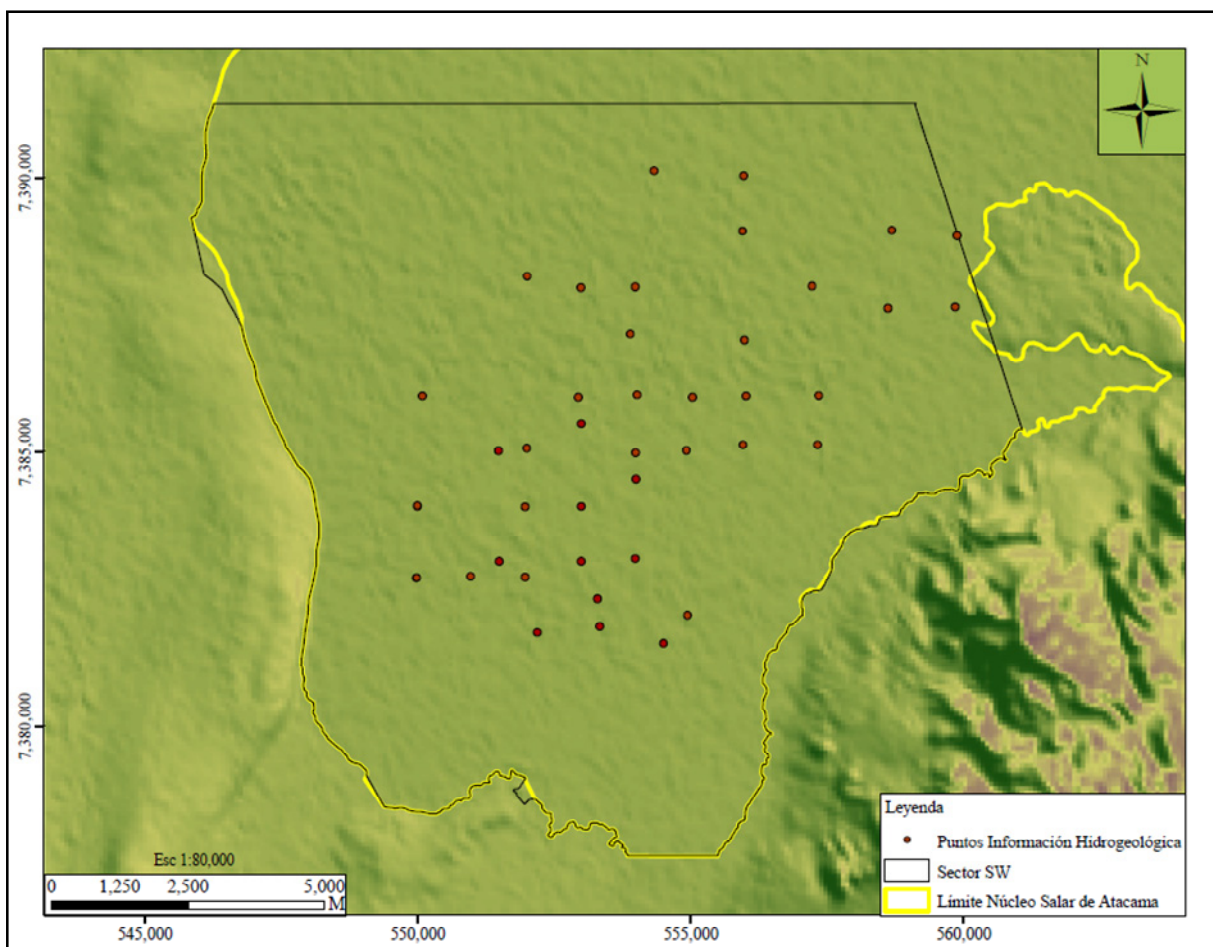 N
7,390,000
7,385,000
7,380,000
Leyenda
Puntos Información Hidrogeológica
Sector SW
Límite Núcleo Salar de Atacama
Esc 1:80,000
0 1,250 2,500 5,000
M
545,000 550,000 555,000 560,000